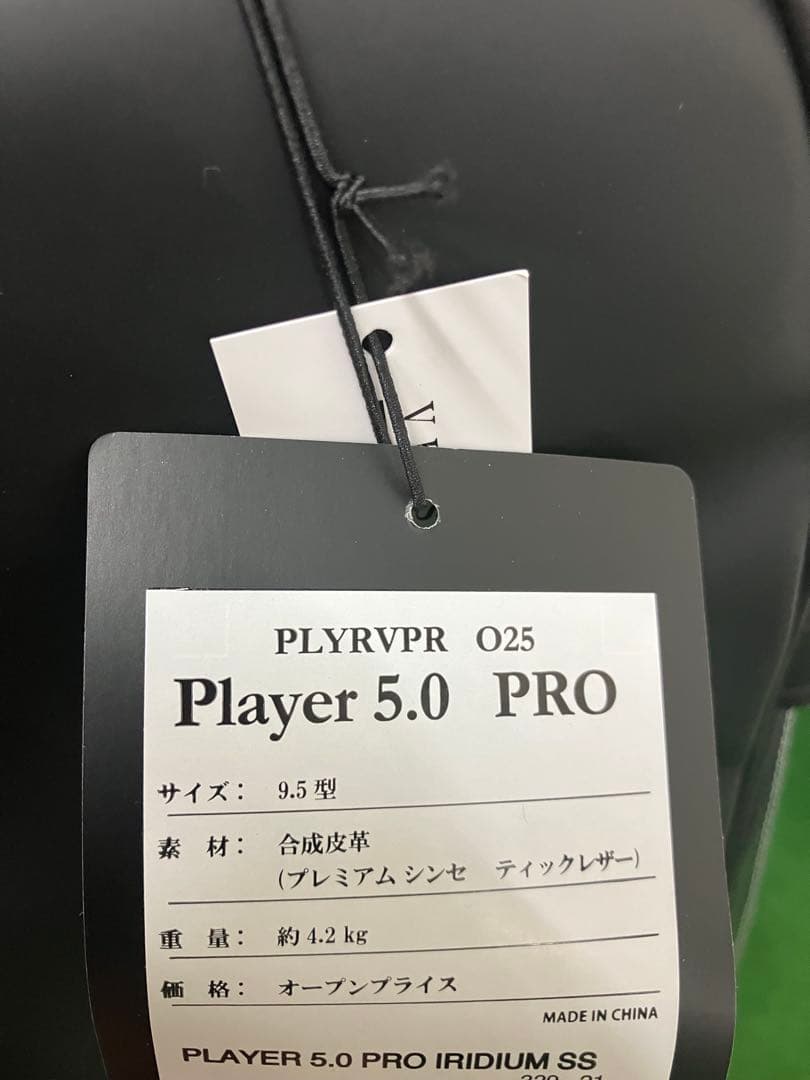 PLYRVPR O25
Player 5.0 PRO
サイズ： 9.5 型
素 材： 合成皮革
(プレミアム シンセ ティックレザー)
重 量： 約 4.2 kg
価 格： オープンプライス
MADE IN CHINA
PLAYER 5.0 PRO IRIDIUM SS